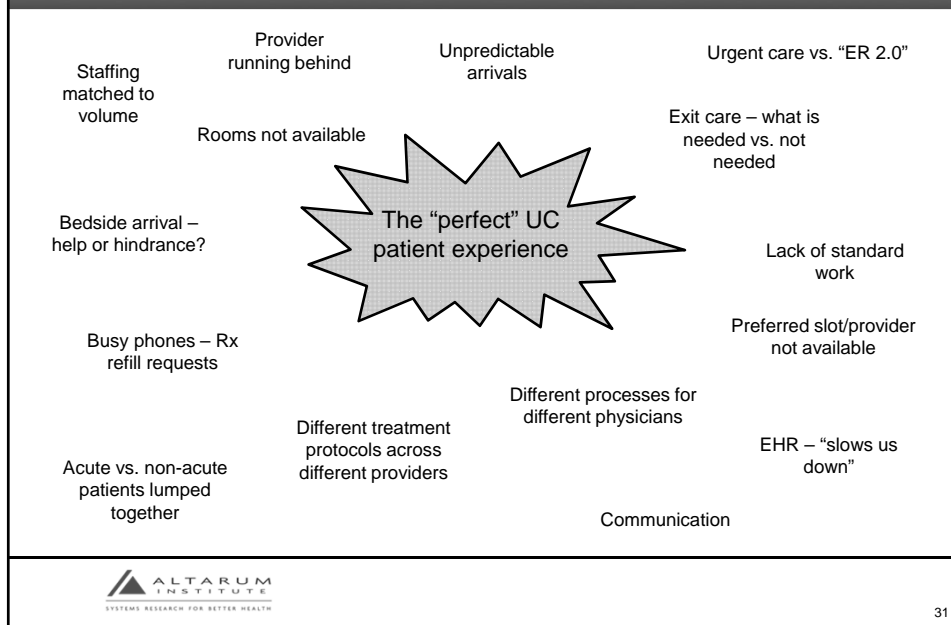 Provider
running behind
Unpredictable
arrivals
Urgent care vs. “ER 2.0”
Staffing
matched to
volume
Rooms not available
Exit care – what is
needed vs. not
needed
The “perfect” UC
patient experience
Bedside arrival –
help or hindrance?
Lack of standard
work
Preferred slot/provider
not available
Busy phones – Rx
refill requests
Different processes for
different physicians
Different treatment
protocols across
different providers
EHR – “slows us
down”
Acute vs. non-acute
patients lumped
together
Communication
ALTARUM
INSTITUTE
SYSTEMS RESEARCH FOR BETTER HEALTH
31